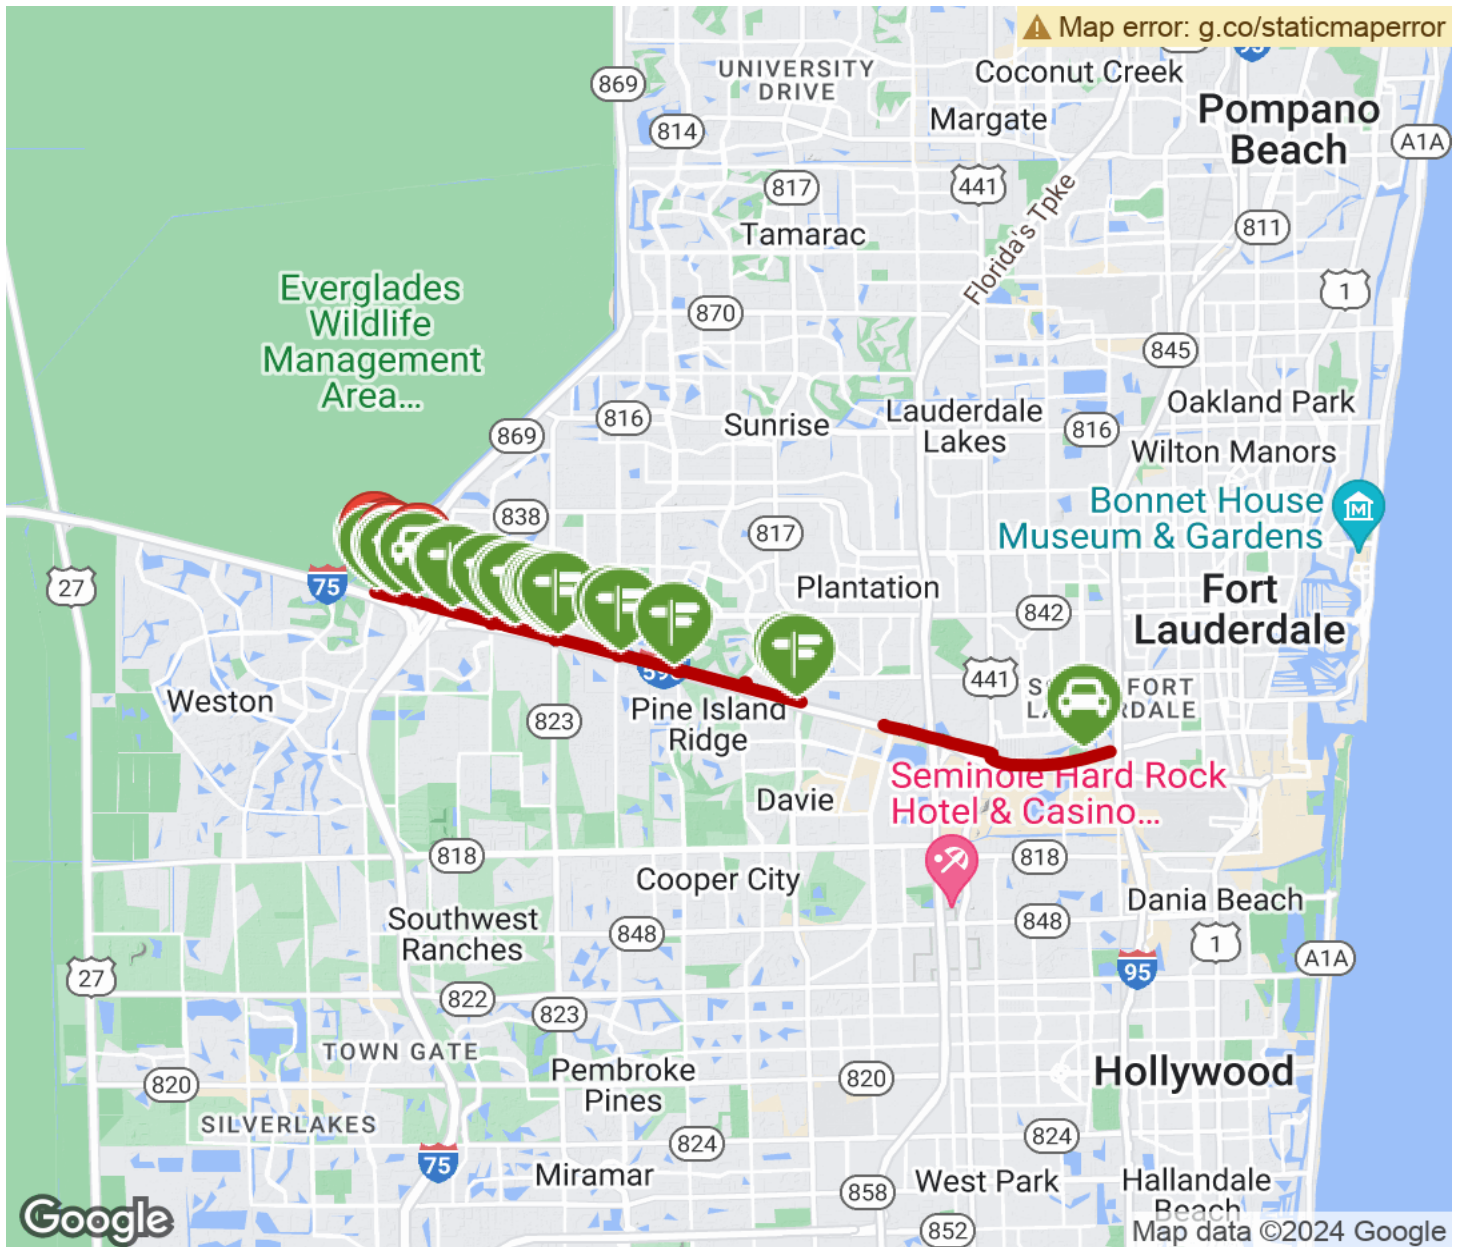 Map error: g.co/staticmaperror
95
869
UNIVERSITY
DRIVE
Coconut Creek
814
Margate
Pompano
Beach
A1A
817
441
Tamarac
811
Florida's Tpke
Everglades
Wildlife
Management
Area...
870
1
845
816
Sunrise
Lauderdale
Lakes
Oakland Park
869
816
Wilton Manors
838
817
Bonnet House
Museum & Gardens
M
27
75
Plantation
842
Fort
Lauderdale
Weston
441
FORT
823
Pine Island
Ridge
Seminole Hard Rock
Hotel & Casino...
Davie
818
818
Cooper City
Dania Beach
Southwest
Ranches
848
848
1
A1A
27
95
822
823
TOWN GATE
Pembroke
Pines
820
820
Hollywood
SILVERLAKES
824
824
75
Miramar
858
West Park
Hallandale
Beach
852
Google
Map data ©2024 Google